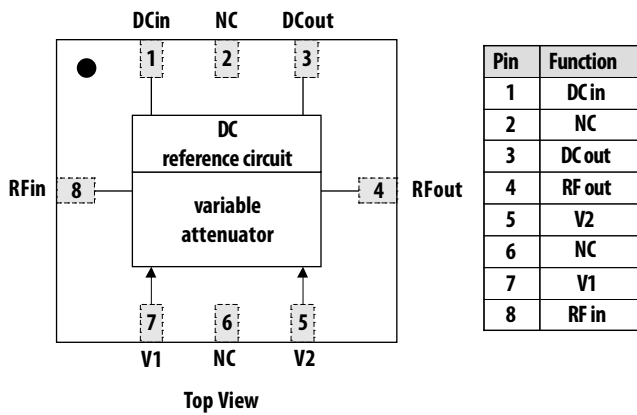 DCin NC DCout
1 2 3
DC
reference circuit
RFin 8 4 RFout
variable
attenuator
7 6 5
V1 NC V2
Top View
Pin Function
1 DC in
2 NC
3 DC out
4 RF out
5 V2
6 NC
7 V1
8 RF in